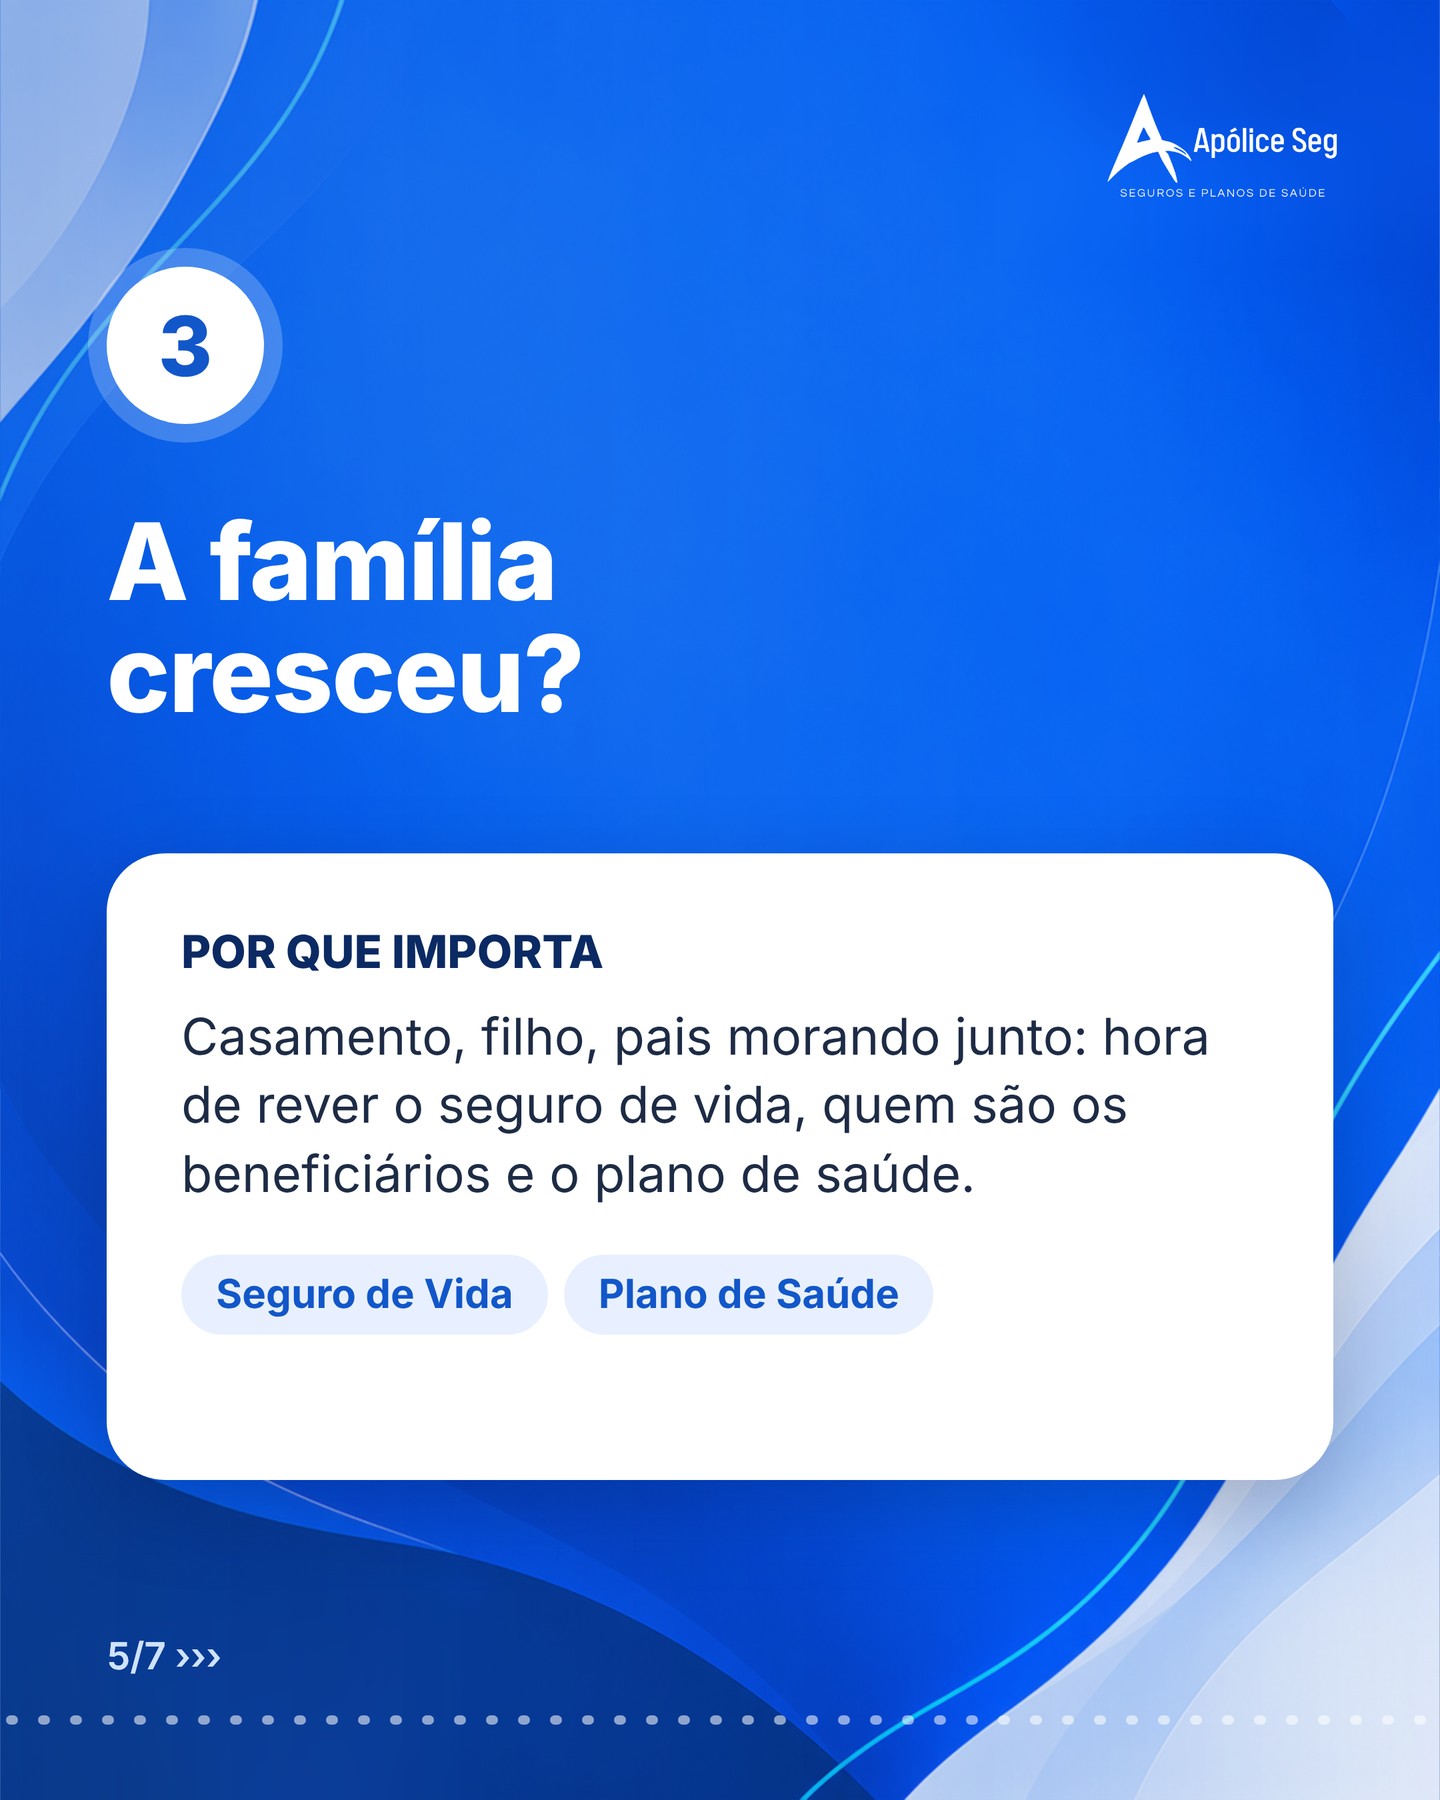 Apólice Seg
SEGUROS E PLANOS DE SAÚDE
3
A família
cresceu?
POR QUE IMPORTA
Casamento, filho, pais morando junto: hora
de rever o seguro de vida, quem são os
beneficiários e o plano de saúde.
Seguro de Vida Plano de Saúde
5/7 ›››